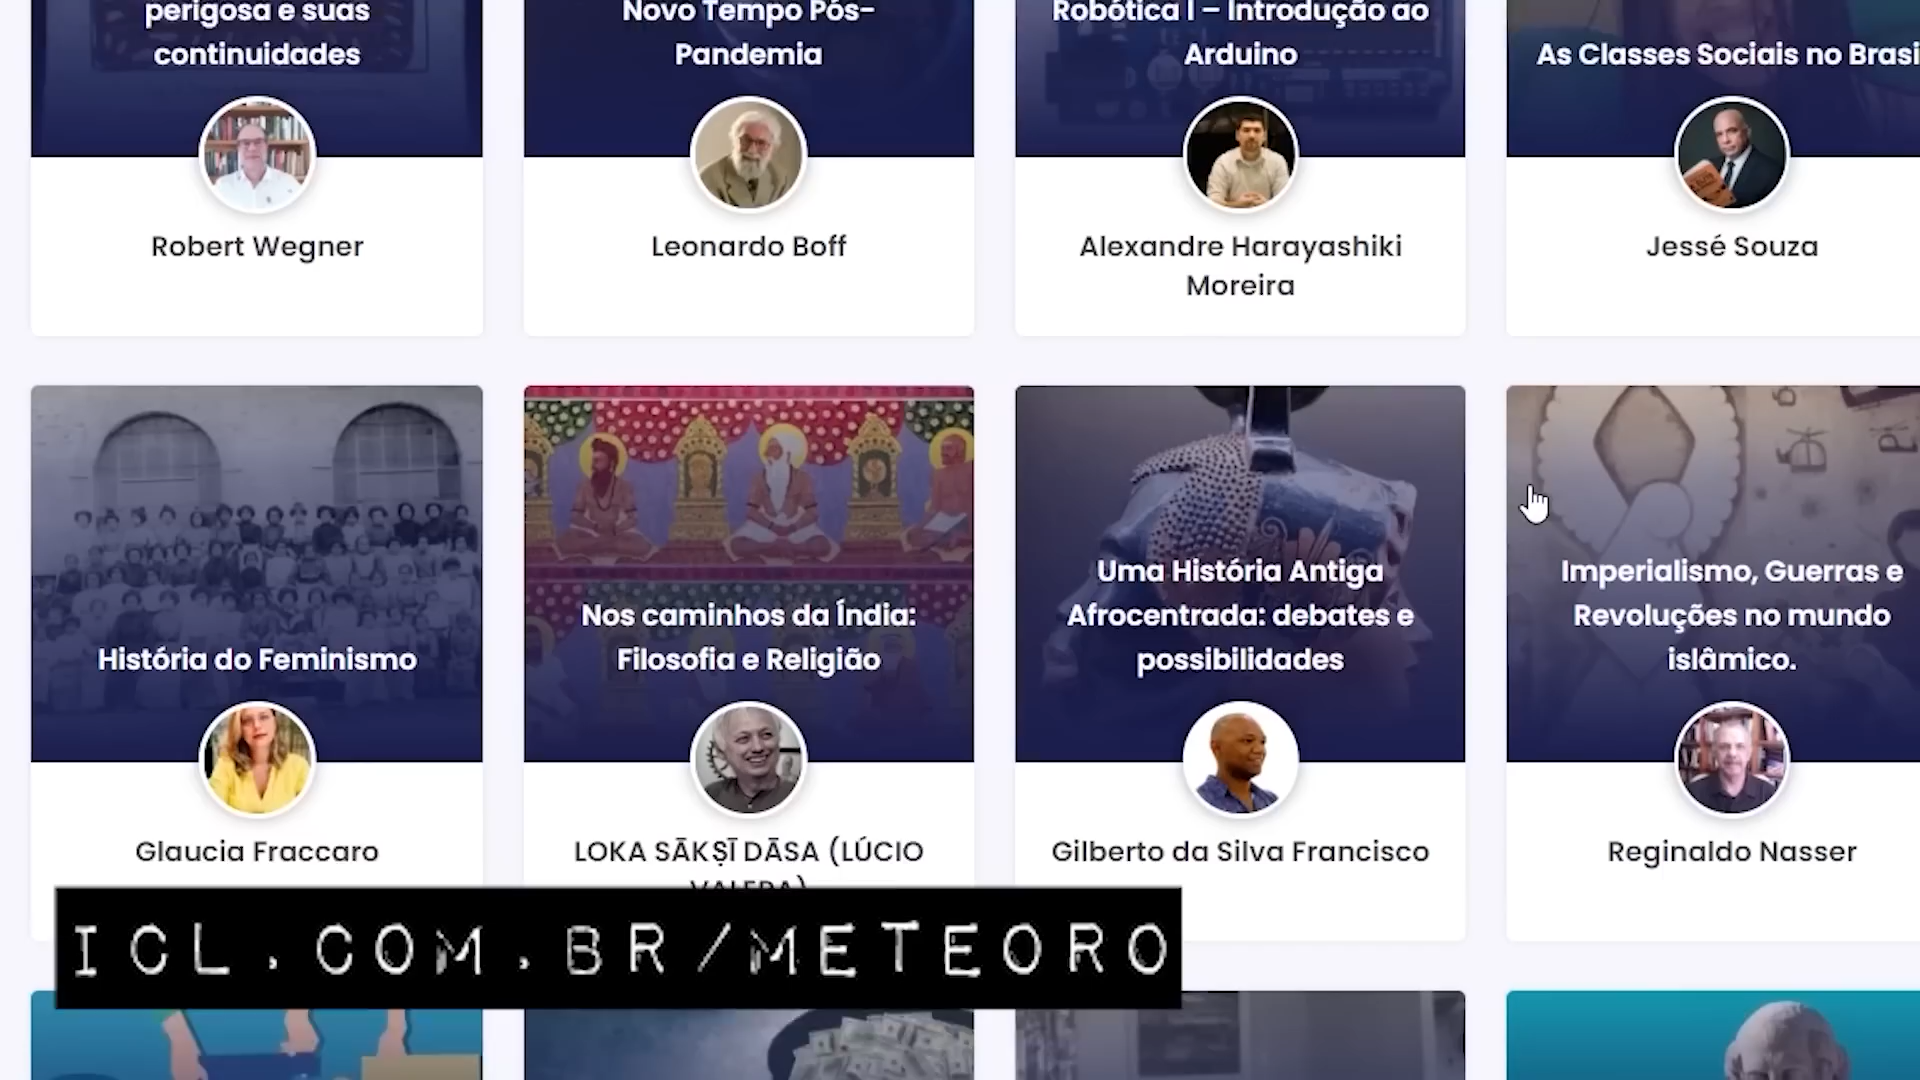 perigosa e suas
continuidades
Robert Wegner
Novo Tempo Pós-
Pandemia
Leonardo Boff
Robótica I – Introdução ao
Arduino
Alexandre Harayashiki
Moreira
As Classes Sociais no Brasi
Jessé Souza
História do Feminismo
Glaucia Fraccaro
Nos caminhos da Índia:
Filosofia e Religião
LOKA SĀKṢĪ DĀSA (LÚCIO
VALERA)
Uma História Antiga
Afrocentrada: debates e
possibilidades
Gilberto da Silva Francisco
Imperialismo, Guerras e
Revoluções no mundo
islâmico.
Reginaldo Nasser
ICL.COM.BR/METEORO